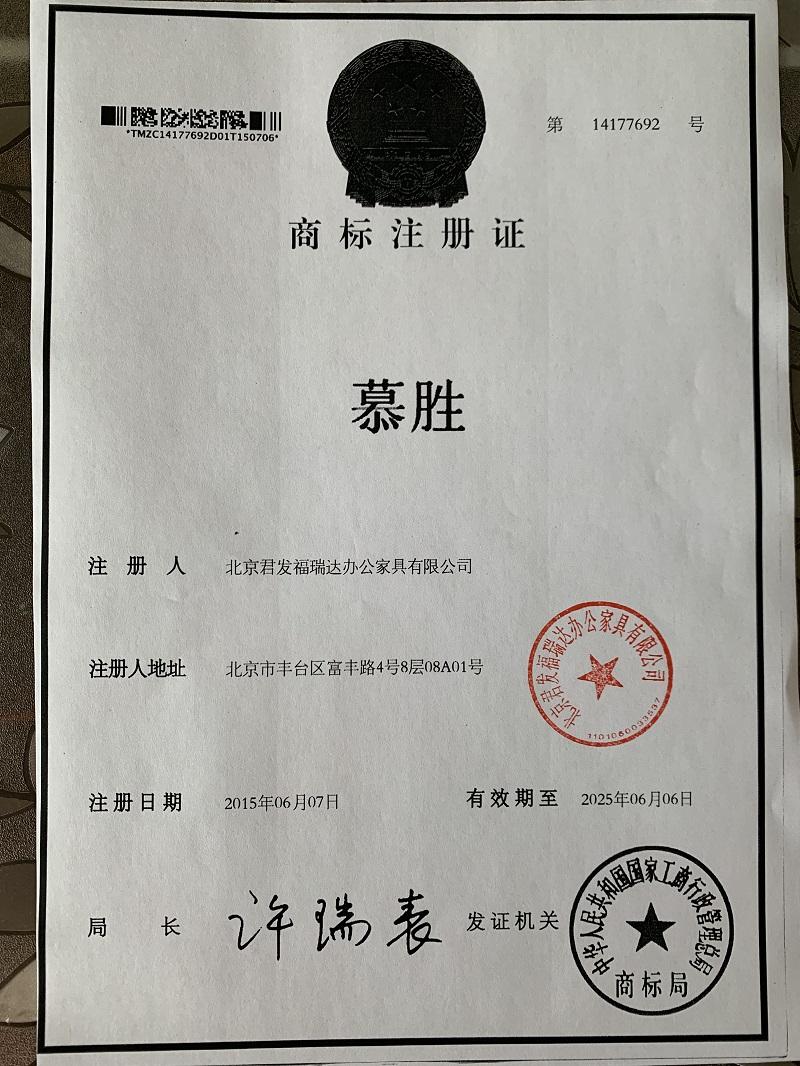 *TMZC14177692D01T150706*
第 14177692 号
商标注册证
慕胜
注册人 北京君发福瑞达办公家具有限公司
注册人地址 北京市丰台区富丰路4号8层08A01号
北京君发福瑞达办公家具有限公司
1101060033537
注册日期 2015年06月07日 有效期至 2025年06月06日
局长 许瑞表 发证机关
中华人民共和国国家工商行政管理总局
商标局